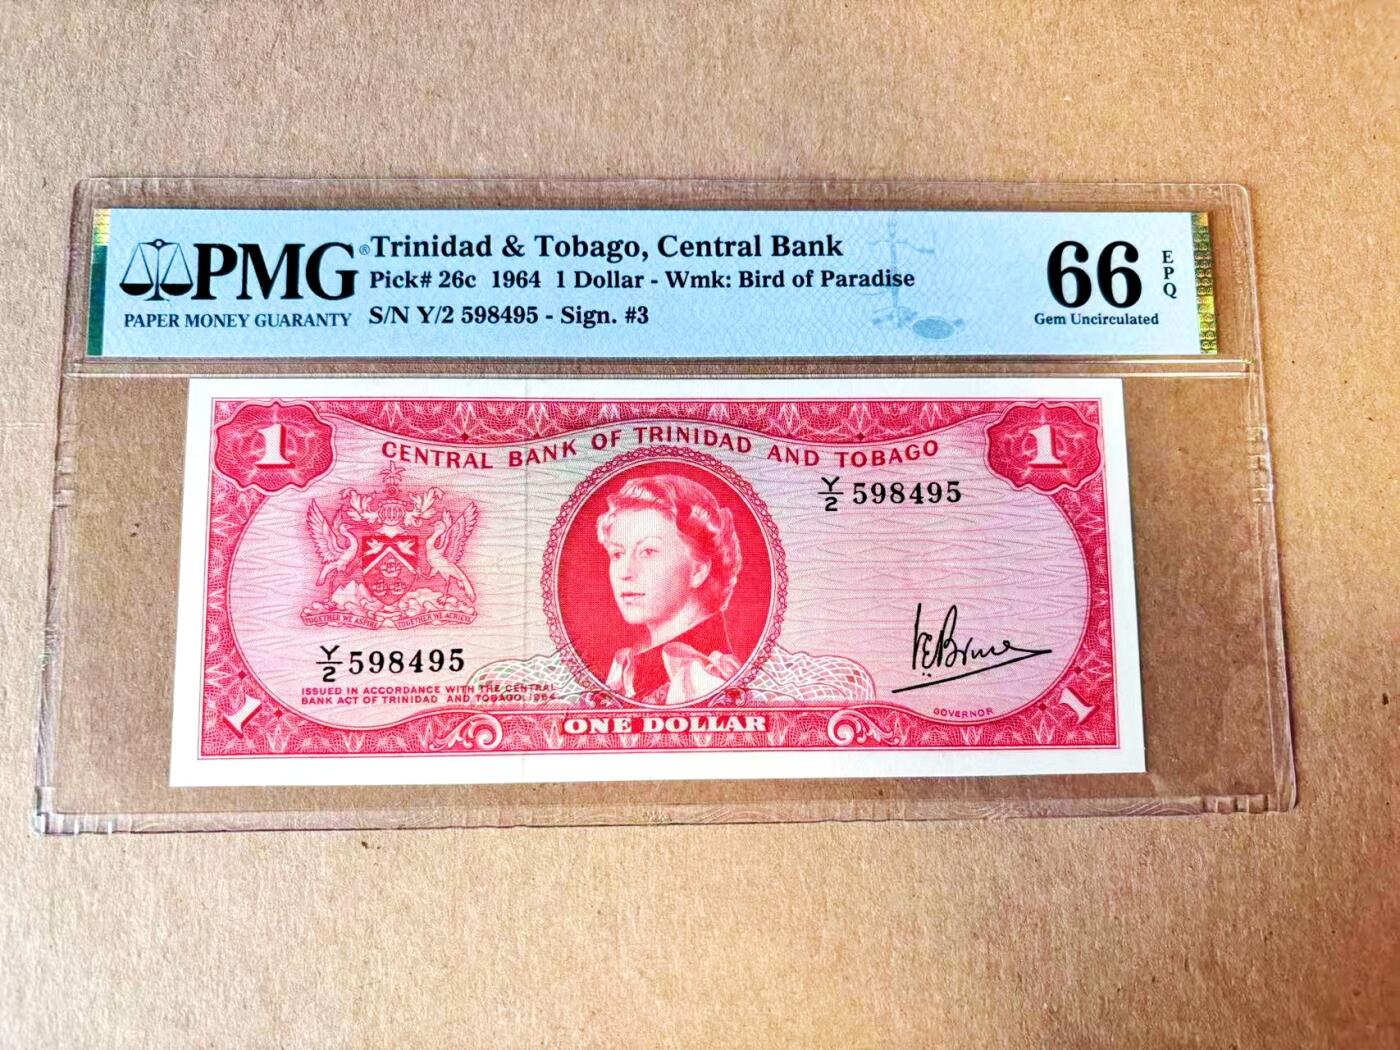 PMG® Trinidad & Tobago, Central Bank
Pick# 26c 1964 1 Dollar - Wmk: Bird of Paradise
PAPER MONEY GUARANTY S/N Y/2 598495 - Sign. #3
66 EPQ
Gem Uncirculated
1 1
CENTRAL BANK OF TRINIDAD AND TOBAGO
Y/2 598495
TOGETHER WE ASPIRE TOGETHER WE ACHIEVE
Y/2 598495
ISSUED IN ACCORDANCE WITH THE CENTRAL
BANK ACT OF TRINIDAD AND TOBAGO, 1964
GOVERNOR
1 ONE DOLLAR 1